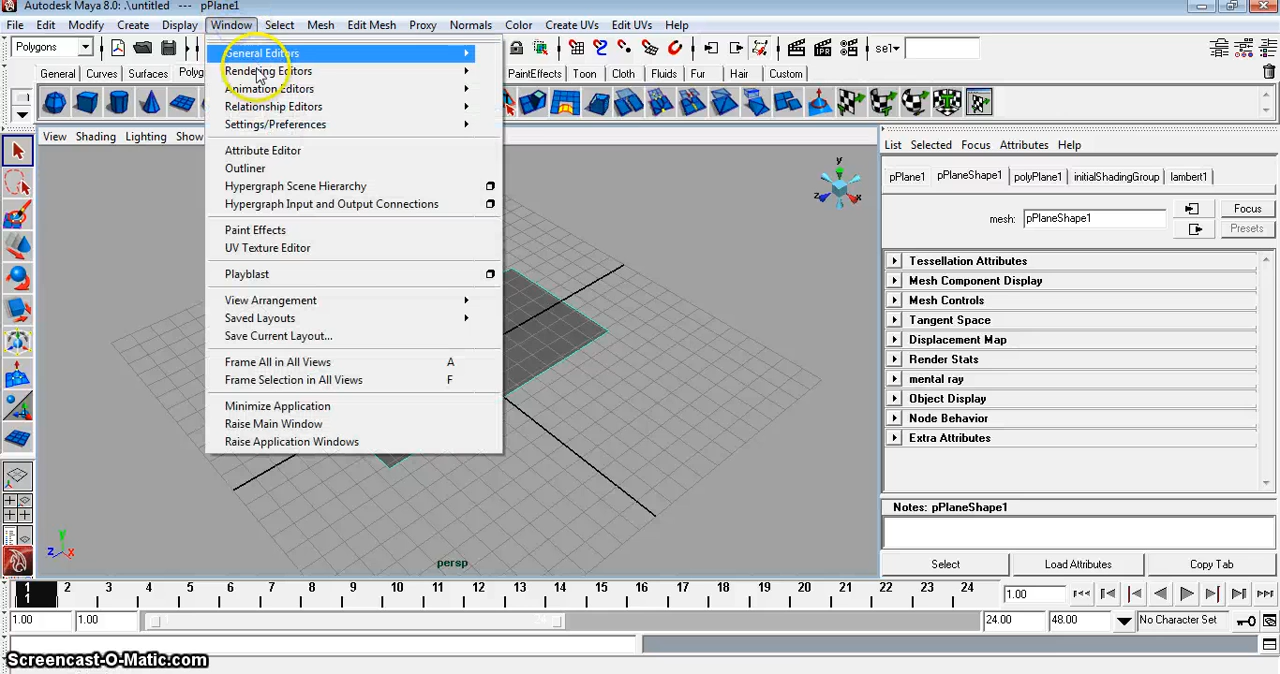 Autodesk Maya 8.0: .\untitled --- pPlane1
File Edit Modify Create Display Window Select Mesh Edit Mesh Proxy Normals Color Create UVs Edit UVs Help
Polygons
sel
General Curves Surfaces PaintEffects Toon Cloth Fluids Fur Hair Custom
View Shading Lighting Show
General Editors
Rendering Editors
Animation Editors
Relationship Editors
Settings/Preferences
Attribute Editor
Outliner
Hypergraph Scene Hierarchy
Hypergraph Input and Output Connections
Paint Effects
UV Texture Editor
Playblast
View Arrangement
Saved Layouts
Save Current Layout...
Frame All in All Views A
Frame Selection in All Views F
Minimize Application
Raise Main Window
Raise Application Windows
y
z x
y
z x
persp
List Selected Focus Attributes Help
pPlane1 pPlaneShape1 polyPlane1 initialShadingGroup lambert1
mesh: pPlaneShape1
Focus
Presets
Tessellation Attributes
Mesh Component Display
Mesh Controls
Tangent Space
Displacement Map
Render Stats
mental ray
Object Display
Node Behavior
Extra Attributes
Notes: pPlaneShape1
Select Load Attributes Copy Tab
1 2 3 4 5 6 7 8 9 10 11 12 13 14 15 16 17 18 19 20 21 22 23 24
1
1.00
1.00 1.00 24.00 48.00 No Character Set
Screencast-O-Matic.com